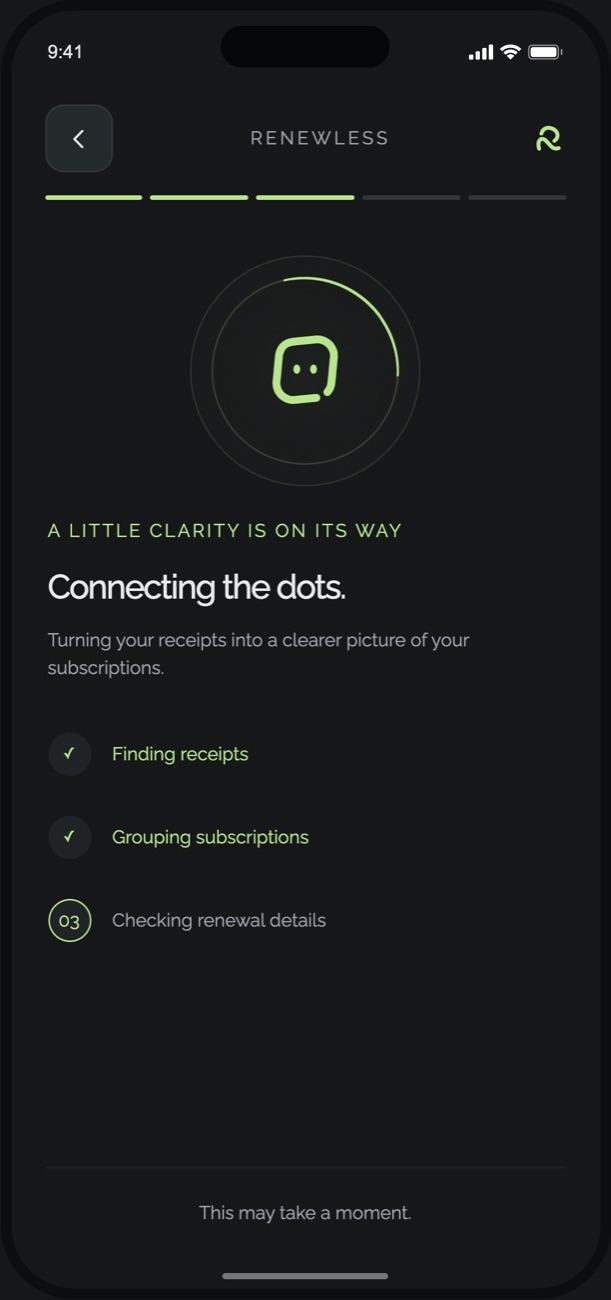 9:41
RENEWLESS
A LITTLE CLARITY IS ON ITS WAY
Connecting the dots.
Turning your receipts into a clearer picture of your
subscriptions.
✓ Finding receipts
✓ Grouping subscriptions
03 Checking renewal details
This may take a moment.